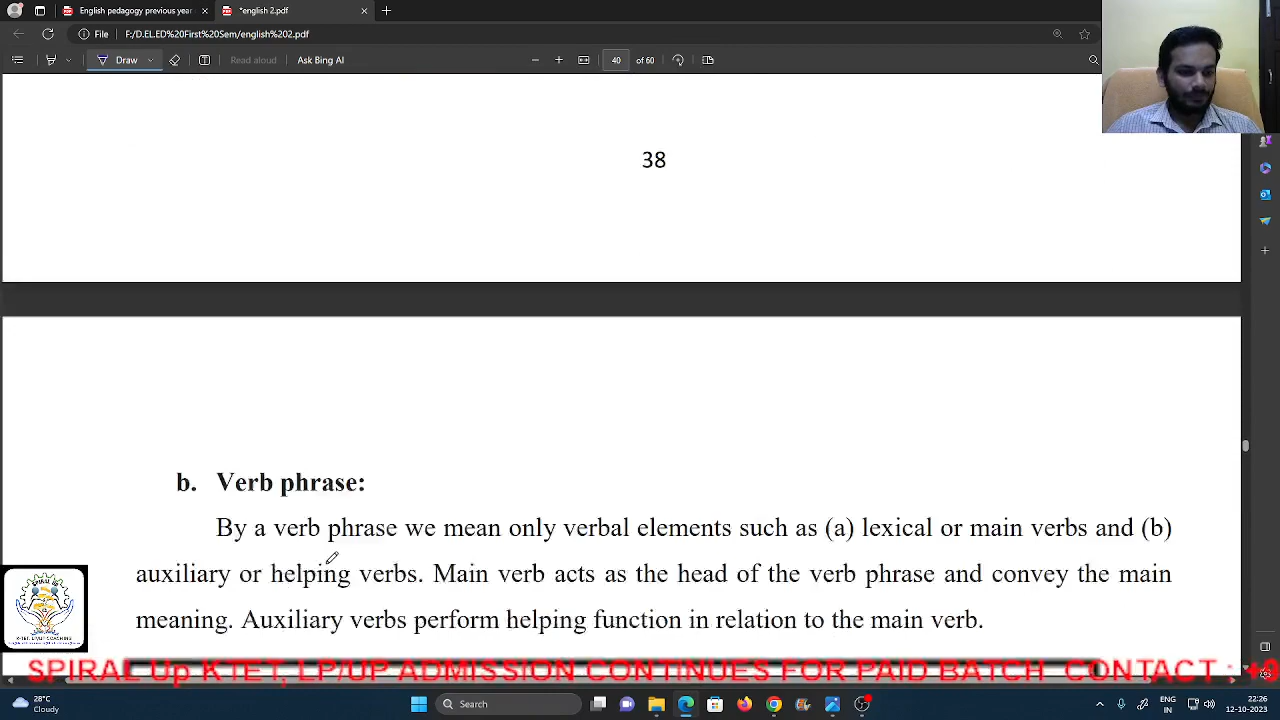 English pedagogy previous year
*english 2.pdf
File
F:/D.EL.ED%20First%20Sem/english%202.pdf
Draw
Read aloud
Ask Bing AI
40
of 60
38
b. Verb phrase:
By a verb phrase we mean only verbal elements such as (a) lexical or main verbs and (b)
auxiliary or helping verbs. Main verb acts as the head of the verb phrase and convey the main
meaning. Auxiliary verbs perform helping function in relation to the main verb.
SPIRAL Up KTET, LP/UP ADMISSION CONTINUES FOR PAID BATCH CONTACT :
28°C
Cloudy
Search
ENG
IN
22:26
12-10-2023